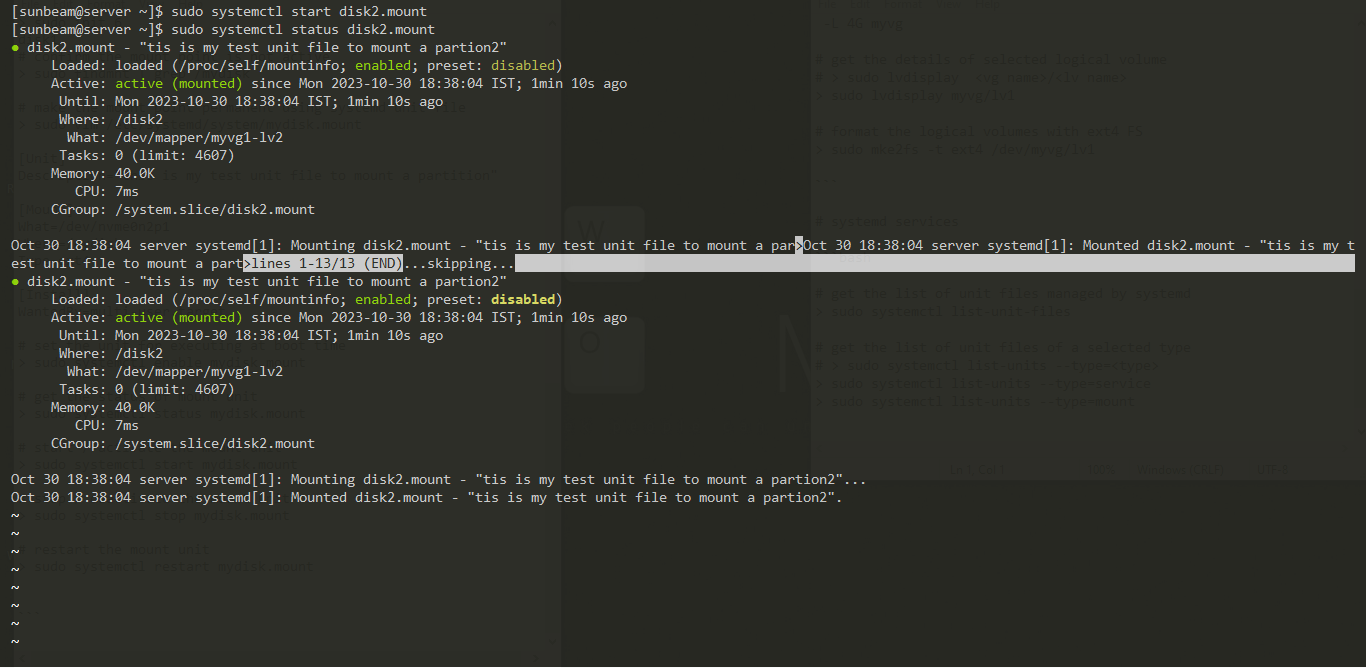 [sunbeam@server ~]$ sudo systemctl start disk2.mount
[sunbeam@server ~]$ sudo systemctl status disk2.mount
● disk2.mount - "tis is my test unit file to mount a partion2"
Loaded: loaded (/proc/self/mountinfo; enabled; preset: disabled)
Active: active (mounted) since Mon 2023-10-30 18:38:04 IST; 1min 10s ago
Until: Mon 2023-10-30 18:38:04 IST; 1min 10s ago
Where: /disk2
What: /dev/mapper/myvg1-lv2
Tasks: 0 (limit: 4607)
Memory: 40.0K
CPU: 7ms
CGroup: /system.slice/disk2.mount
Oct 30 18:38:04 server systemd[1]: Mounting disk2.mount - "tis is my test unit file to mount a par>Oct 30 18:38:04 server systemd[1]: Mounted disk2.mount - "tis is my t
est unit file to mount a part>lines 1-13/13 (END)...skipping...
● disk2.mount - "tis is my test unit file to mount a partion2"
Loaded: loaded (/proc/self/mountinfo; enabled; preset: disabled)
Active: active (mounted) since Mon 2023-10-30 18:38:04 IST; 1min 10s ago
Until: Mon 2023-10-30 18:38:04 IST; 1min 10s ago
Where: /disk2
What: /dev/mapper/myvg1-lv2
Tasks: 0 (limit: 4607)
Memory: 40.0K
CPU: 7ms
CGroup: /system.slice/disk2.mount
Oct 30 18:38:04 server systemd[1]: Mounting disk2.mount - "tis is my test unit file to mount a partion2"...
Oct 30 18:38:04 server systemd[1]: Mounted disk2.mount - "tis is my test unit file to mount a partion2".
~
~
~
~
~
~
~
~